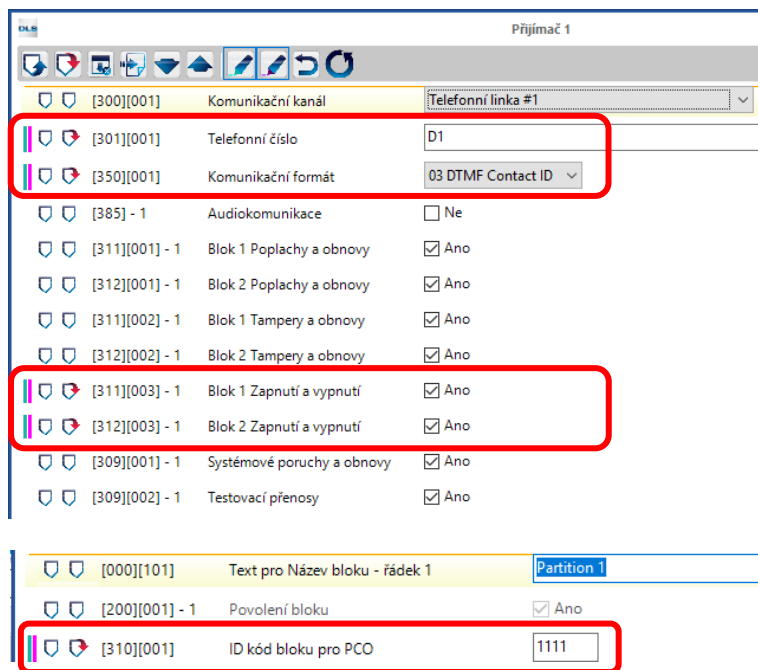 DLS Přijímač 1
[300][001] Komunikační kanál Telefonní linka #1
[301][001] Telefonní číslo D1
[350][001] Komunikační formát 03 DTMF Contact ID
[385] - 1 Audiokomunikace Ne
[311][001] - 1 Blok 1 Poplachy a obnovy Ano
[312][001] - 1 Blok 2 Poplachy a obnovy Ano
[311][002] - 1 Blok 1 Tampery a obnovy Ano
[312][002] - 1 Blok 2 Tampery a obnovy Ano
[311][003] - 1 Blok 1 Zapnutí a vypnutí Ano
[312][003] - 1 Blok 2 Zapnutí a vypnutí Ano
[309][001] - 1 Systémové poruchy a obnovy Ano
[309][002] - 1 Testovací přenosy Ano
[000][101] Text pro Název bloku - řádek 1 Partition 1
[200][001] - 1 Povolení bloku Ano
[310][001] ID kód bloku pro PCO 1111